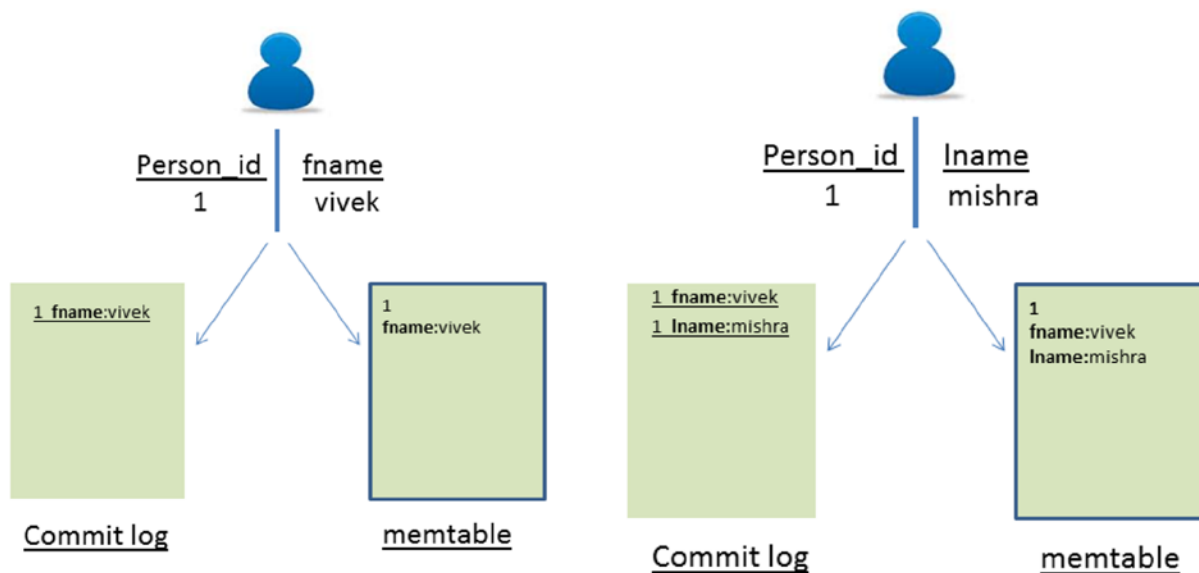 Person_id fname
1 vivek
1 fname:vivek
1
fname:vivek
Commit log
memtable
Person_id lname
1 mishra
1 fname:vivek
1 lname:mishra
1
fname:vivek
lname:mishra
Commit log
memtable